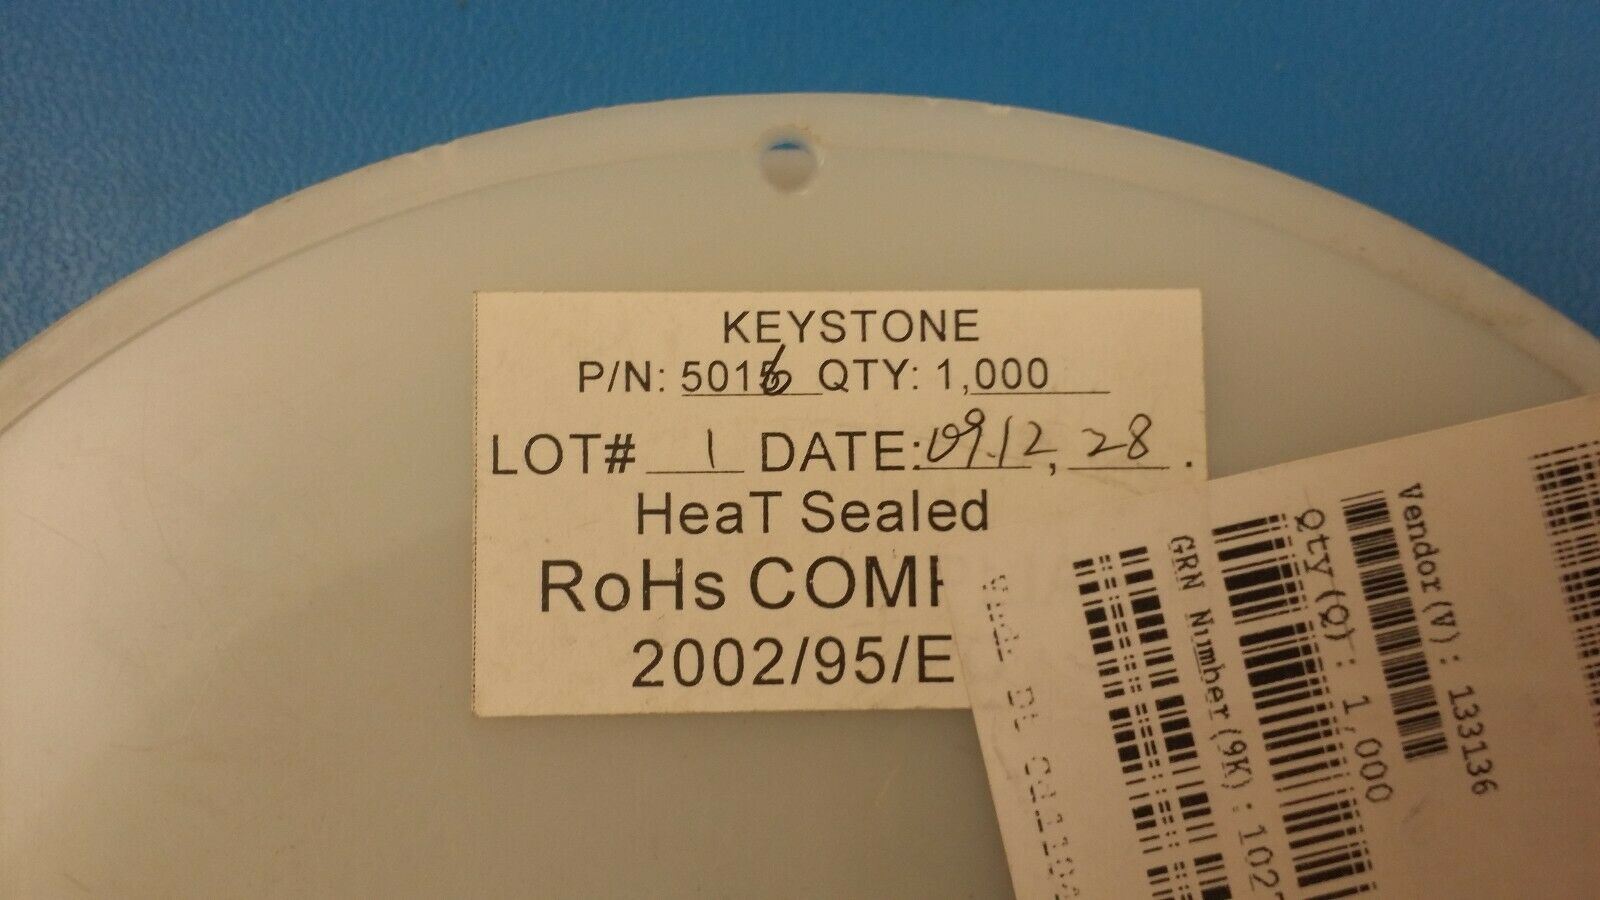 KEYSTONE
P/N: 5016 QTY: 1,000
LOT# 1 DATE: 09.12, 28.
HeaT Sealed
RoHs COMP
2002/95/E
Vendor(V): 133136
Qty(Q): 1,000
GRN Number(9K): 102